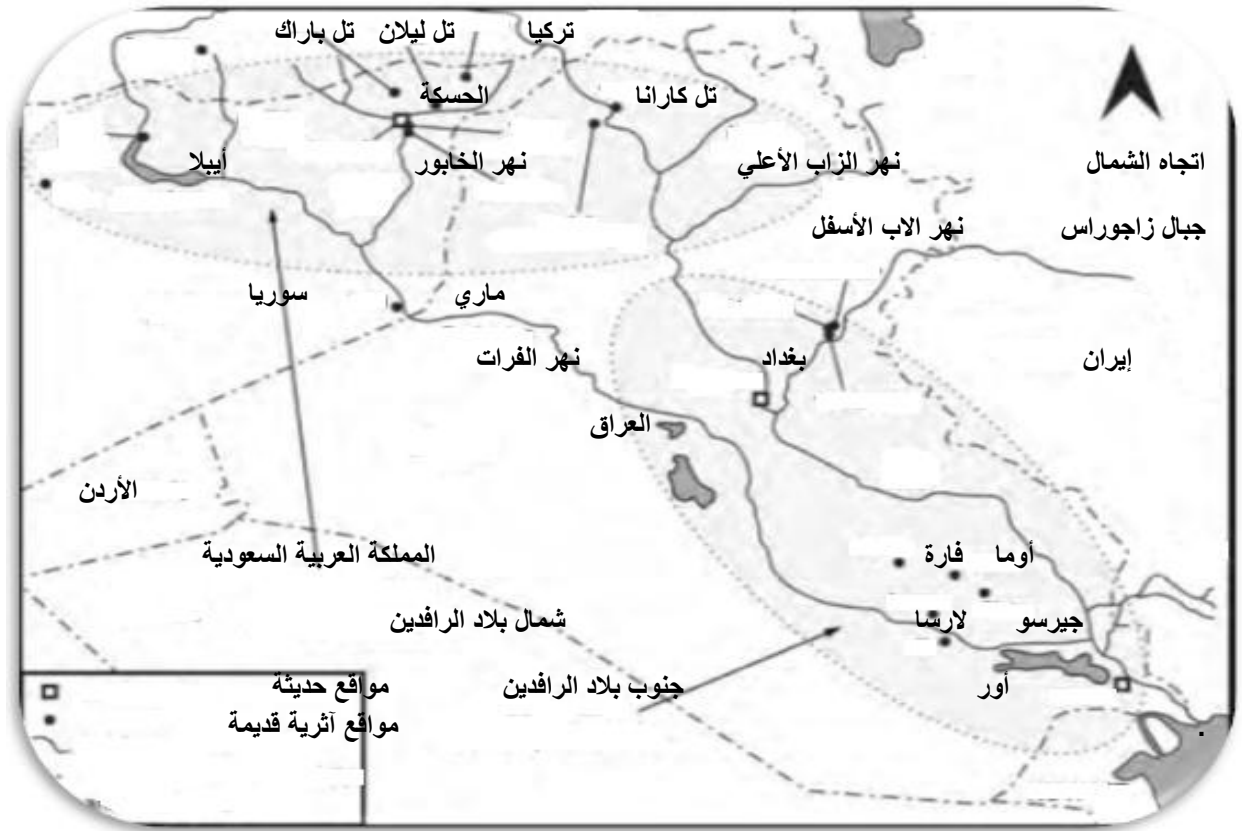 تركيا تل ليلان تل باراك
تل كارانا الحسكة
اتجاه الشمال نهر الزاب الأعلي نهر الخابور أيبلا
جبال زاجوراس نهر الاب الأسفل
ماري سوريا
إيران بغداد نهر الفرات
العراق
الأردن
أوما فارة المملكة العربية السعودية
جيرسو لارسا شمال بلاد الرافدين
أور جنوب بلاد الرافدين مواقع حديثة
. مواقع آثرية قديمة